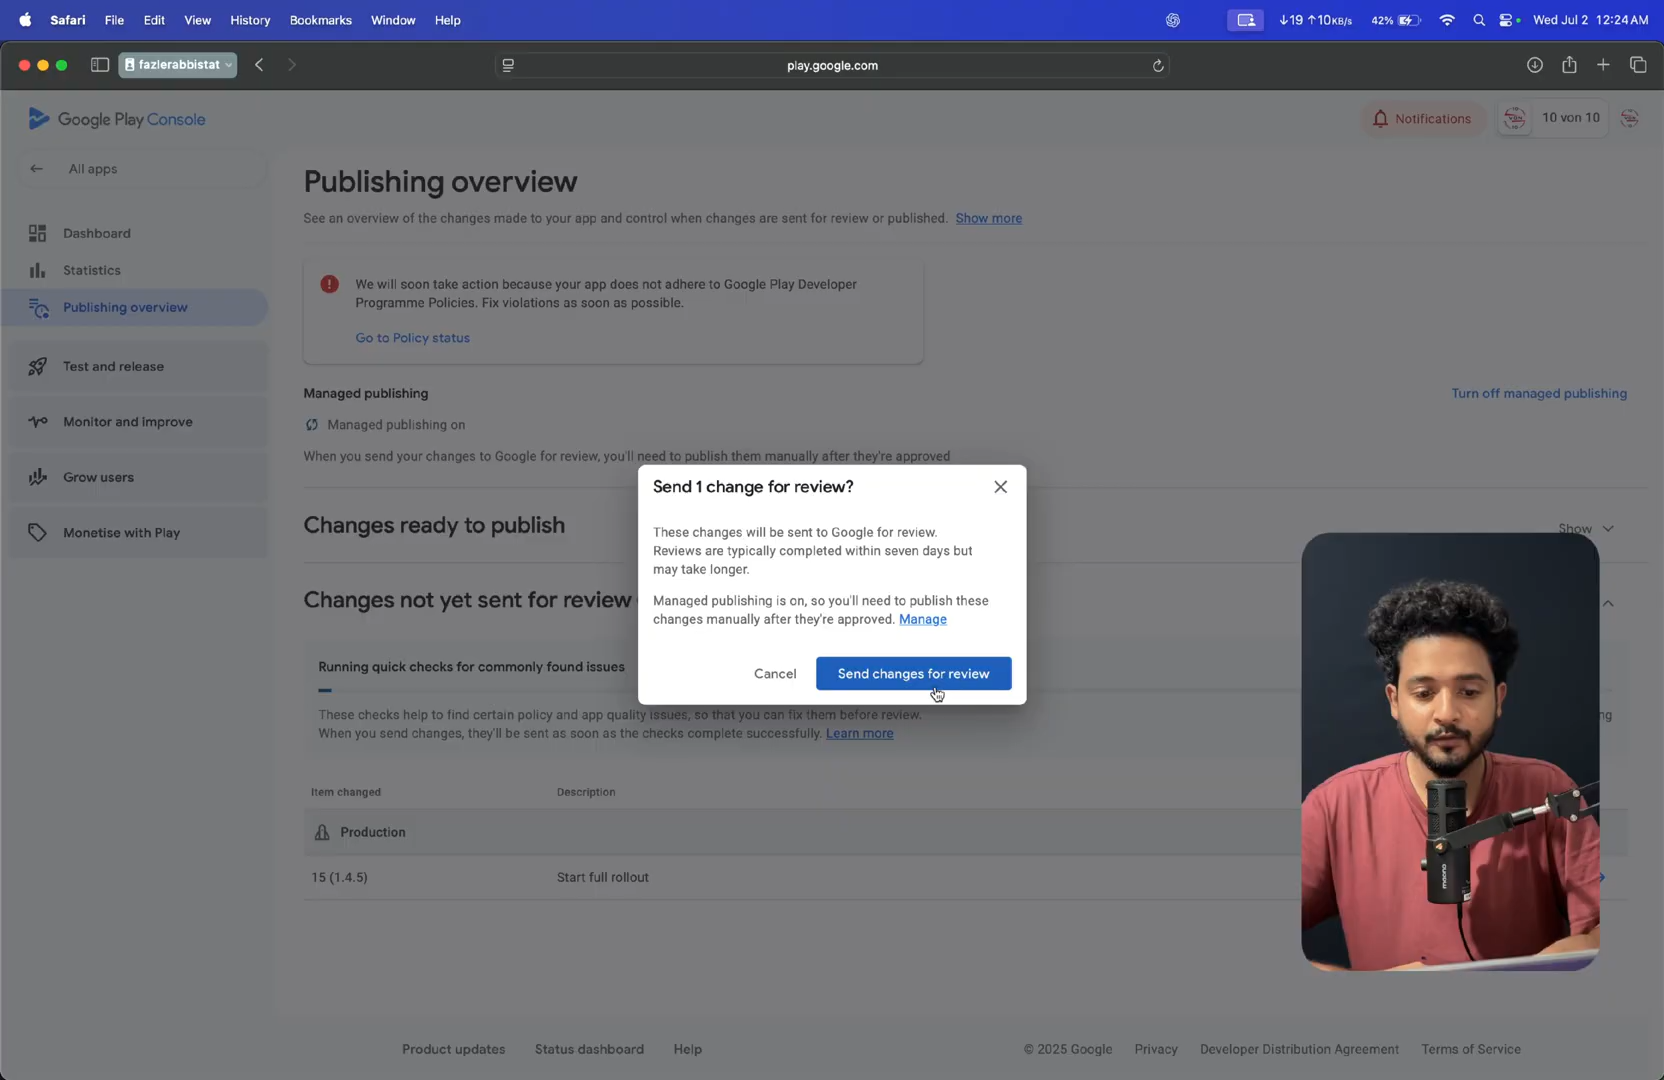 Safari File Edit View History Bookmarks Window Help 19 10 KB/s 42% Wed Jul 2 12:24 AM
fazlerabbistat play.google.com
Google Play Console Notifications 10 von 10
All apps
Dashboard
Statistics
Publishing overview
Test and release
Monitor and improve
Grow users
Monetise with Play
Publishing overview
See an overview of the changes made to your app and control when changes are sent for review or published. Show more
We will soon take action because your app does not adhere to Google Play Developer
Programme Policies. Fix violations as soon as possible.
Go to Policy status
Managed publishing Turn off managed publishing
Managed publishing on
When you send your changes to Google for review, you'll need to publish them manually after they're approved
Changes ready to publish Show
Changes not yet sent for review
Running quick checks for commonly found issues
These checks help to find certain policy and app quality issues, so that you can fix them before review.
When you send changes, they'll be sent as soon as the checks complete successfully. Learn more
Item changed Description
Production
15 (1.4.5) Start full rollout
Send 1 change for review?
These changes will be sent to Google for review.
Reviews are typically completed within seven days but
may take longer.
Managed publishing is on, so you'll need to publish these
changes manually after they're approved. Manage
Cancel Send changes for review
maono
Product updates Status dashboard Help © 2025 Google Privacy Developer Distribution Agreement Terms of Service